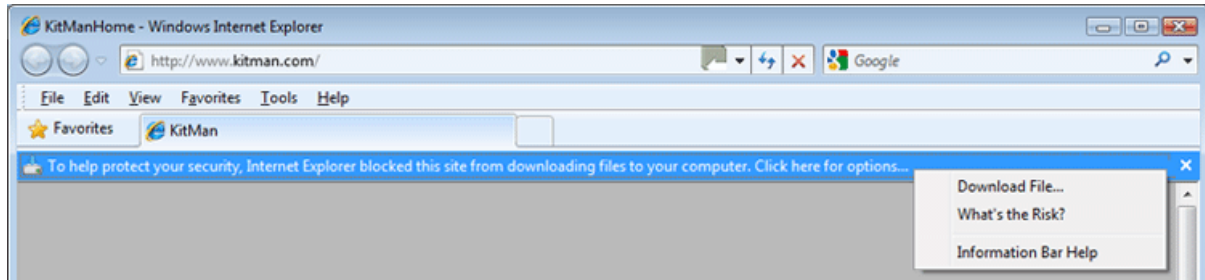 KitManHome - Windows Internet Explorer
http://www.kitman.com/ Google
File Edit View Favorites Tools Help
Favorites KitMan
To help protect your security, Internet Explorer blocked this site from downloading files to your computer. Click here for options...
Download File...
What's the Risk?
Information Bar Help